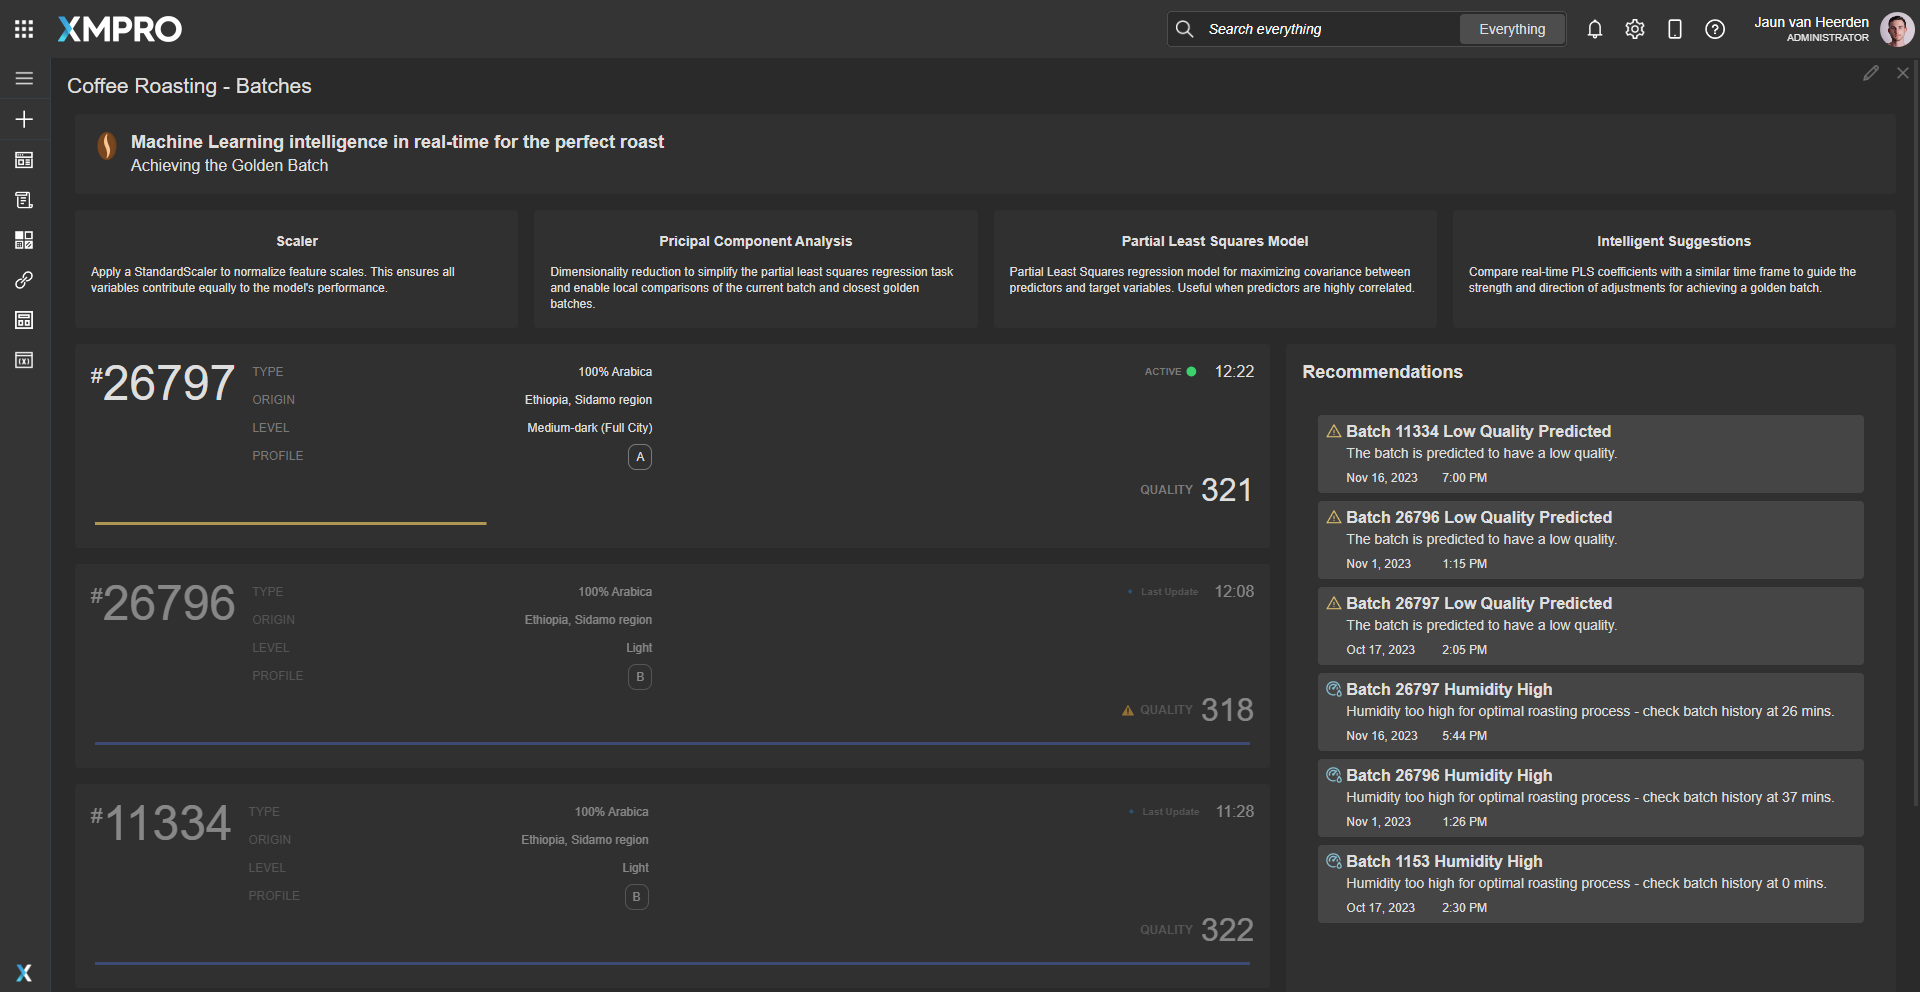 XMPRO
Search everything
Everything
Jaun van Heerden
ADMINISTRATOR
Coffee Roasting - Batches
Machine Learning intelligence in real-time for the perfect roast
Achieving the Golden Batch
Scaler
Apply a StandardScaler to normalize feature scales. This ensures all
variables contribute equally to the model's performance.
Pricipal Component Analysis
Dimensionality reduction to simplify the partial least squares regression task
and enable local comparisons of the current batch and closest golden
batches.
Partial Least Squares Model
Partial Least Squares regression model for maximizing covariance between
predictors and target variables. Useful when predictors are highly correlated.
Intelligent Suggestions
Compare real-time PLS coefficients with a similar time frame to guide the
strength and direction of adjustments for achieving a golden batch.
#26797
TYPE 100% Arabica
ORIGIN Ethiopia, Sidamo region
LEVEL Medium-dark (Full City)
PROFILE A
ACTIVE 12:22
QUALITY 321
#26796
TYPE 100% Arabica
ORIGIN Ethiopia, Sidamo region
LEVEL Light
PROFILE B
Last Update 12:08
QUALITY 318
#11334
TYPE 100% Arabica
ORIGIN Ethiopia, Sidamo region
LEVEL Light
PROFILE B
Last Update 11:28
QUALITY 322
Recommendations
Batch 11334 Low Quality Predicted
The batch is predicted to have a low quality.
Nov 16, 2023 7:00 PM
Batch 26796 Low Quality Predicted
The batch is predicted to have a low quality.
Nov 1, 2023 1:15 PM
Batch 26797 Low Quality Predicted
The batch is predicted to have a low quality.
Oct 17, 2023 2:05 PM
Batch 26797 Humidity High
Humidity too high for optimal roasting process - check batch history at 26 mins.
Nov 16, 2023 5:44 PM
Batch 26796 Humidity High
Humidity too high for optimal roasting process - check batch history at 37 mins.
Nov 1, 2023 1:26 PM
Batch 1153 Humidity High
Humidity too high for optimal roasting process - check batch history at 0 mins.
Oct 17, 2023 2:30 PM
X